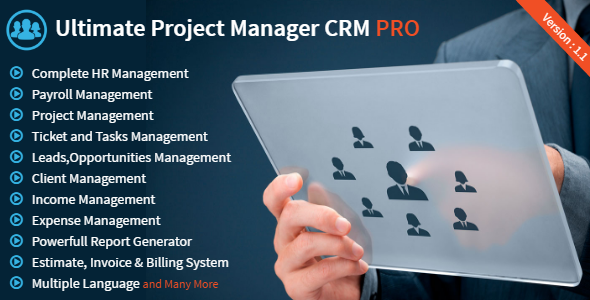 Ultimate Project Manager CRM PRO
Version : 1.1
Complete HR Management
Payroll Management
Project Management
Ticket and Tasks Management
Leads,Opportunities Management
Client Management
Income Management
Expense Management
Powerfull Report Generator
Estimate, Invoice & Billing System
Multiple Language and Many More